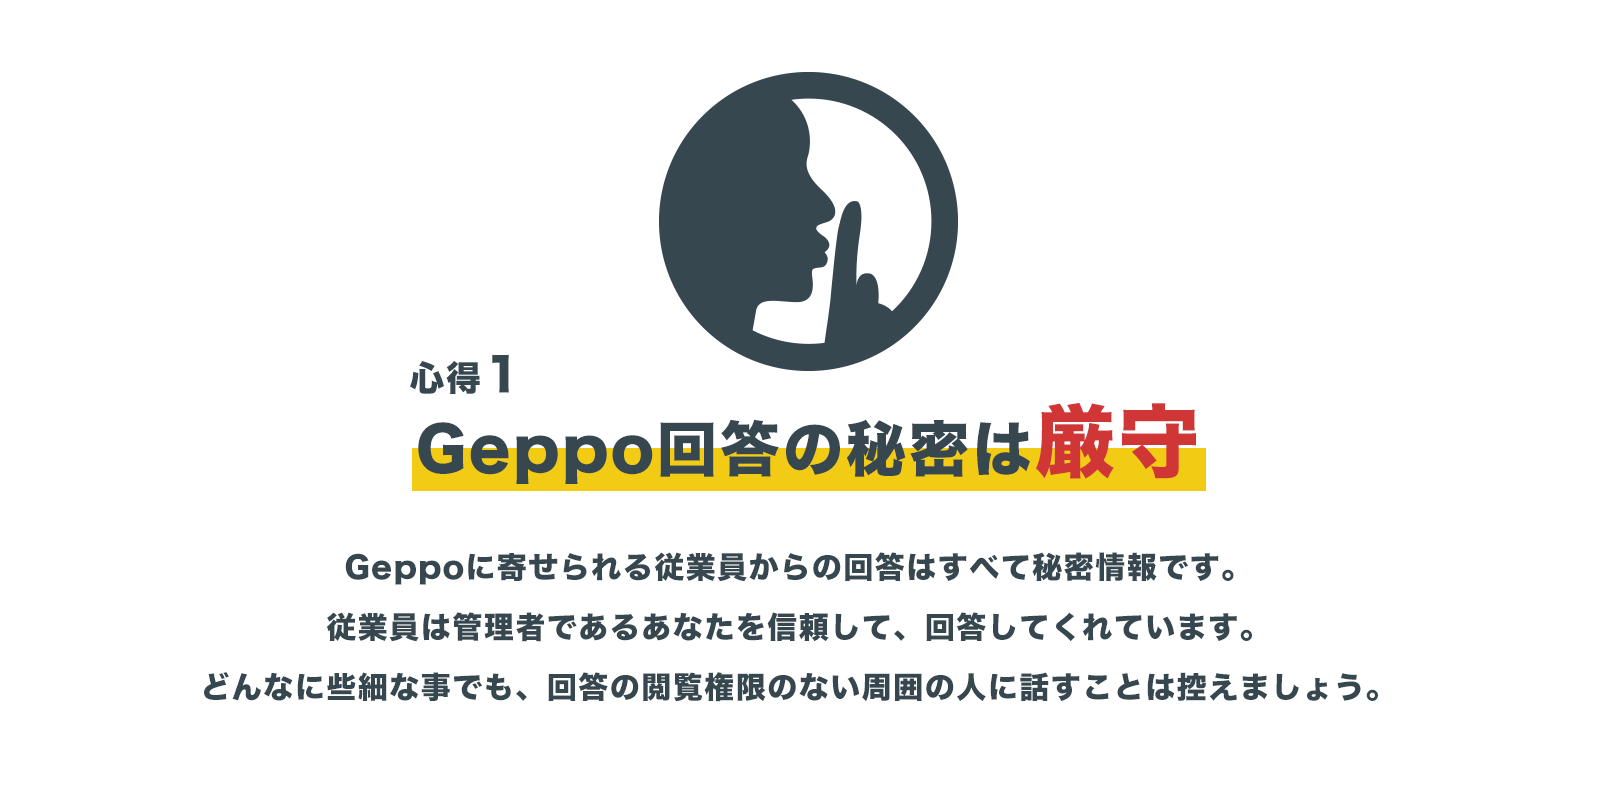 心得1
Geppo回答の秘密は厳守
Geppoに寄せられる従業員からの回答はすべて秘密情報です。
従業員は管理者であるあなたを信頼して、回答してくれています。
どんなに些細な事でも、回答の閲覧権限のない周囲の人に話すことは控えましょう。